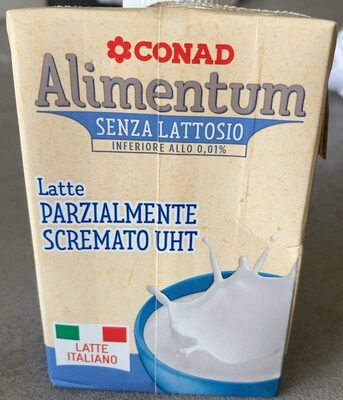 CONAD
Alimentum
SENZA LATTOSIO
INFERIORE ALLO 0,01%
Latte
PARZIALMENTE
SCREMATO UHT
LATTE
ITALIANO